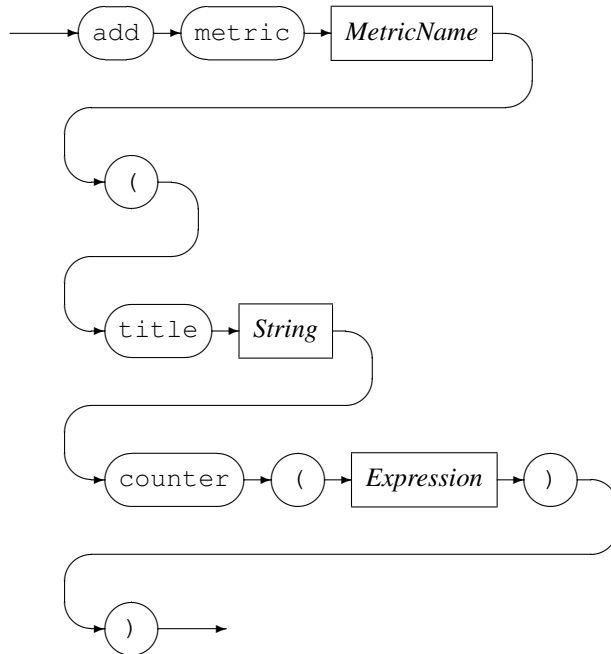 add metric MetricName
(
title String
counter ( Expression )
)